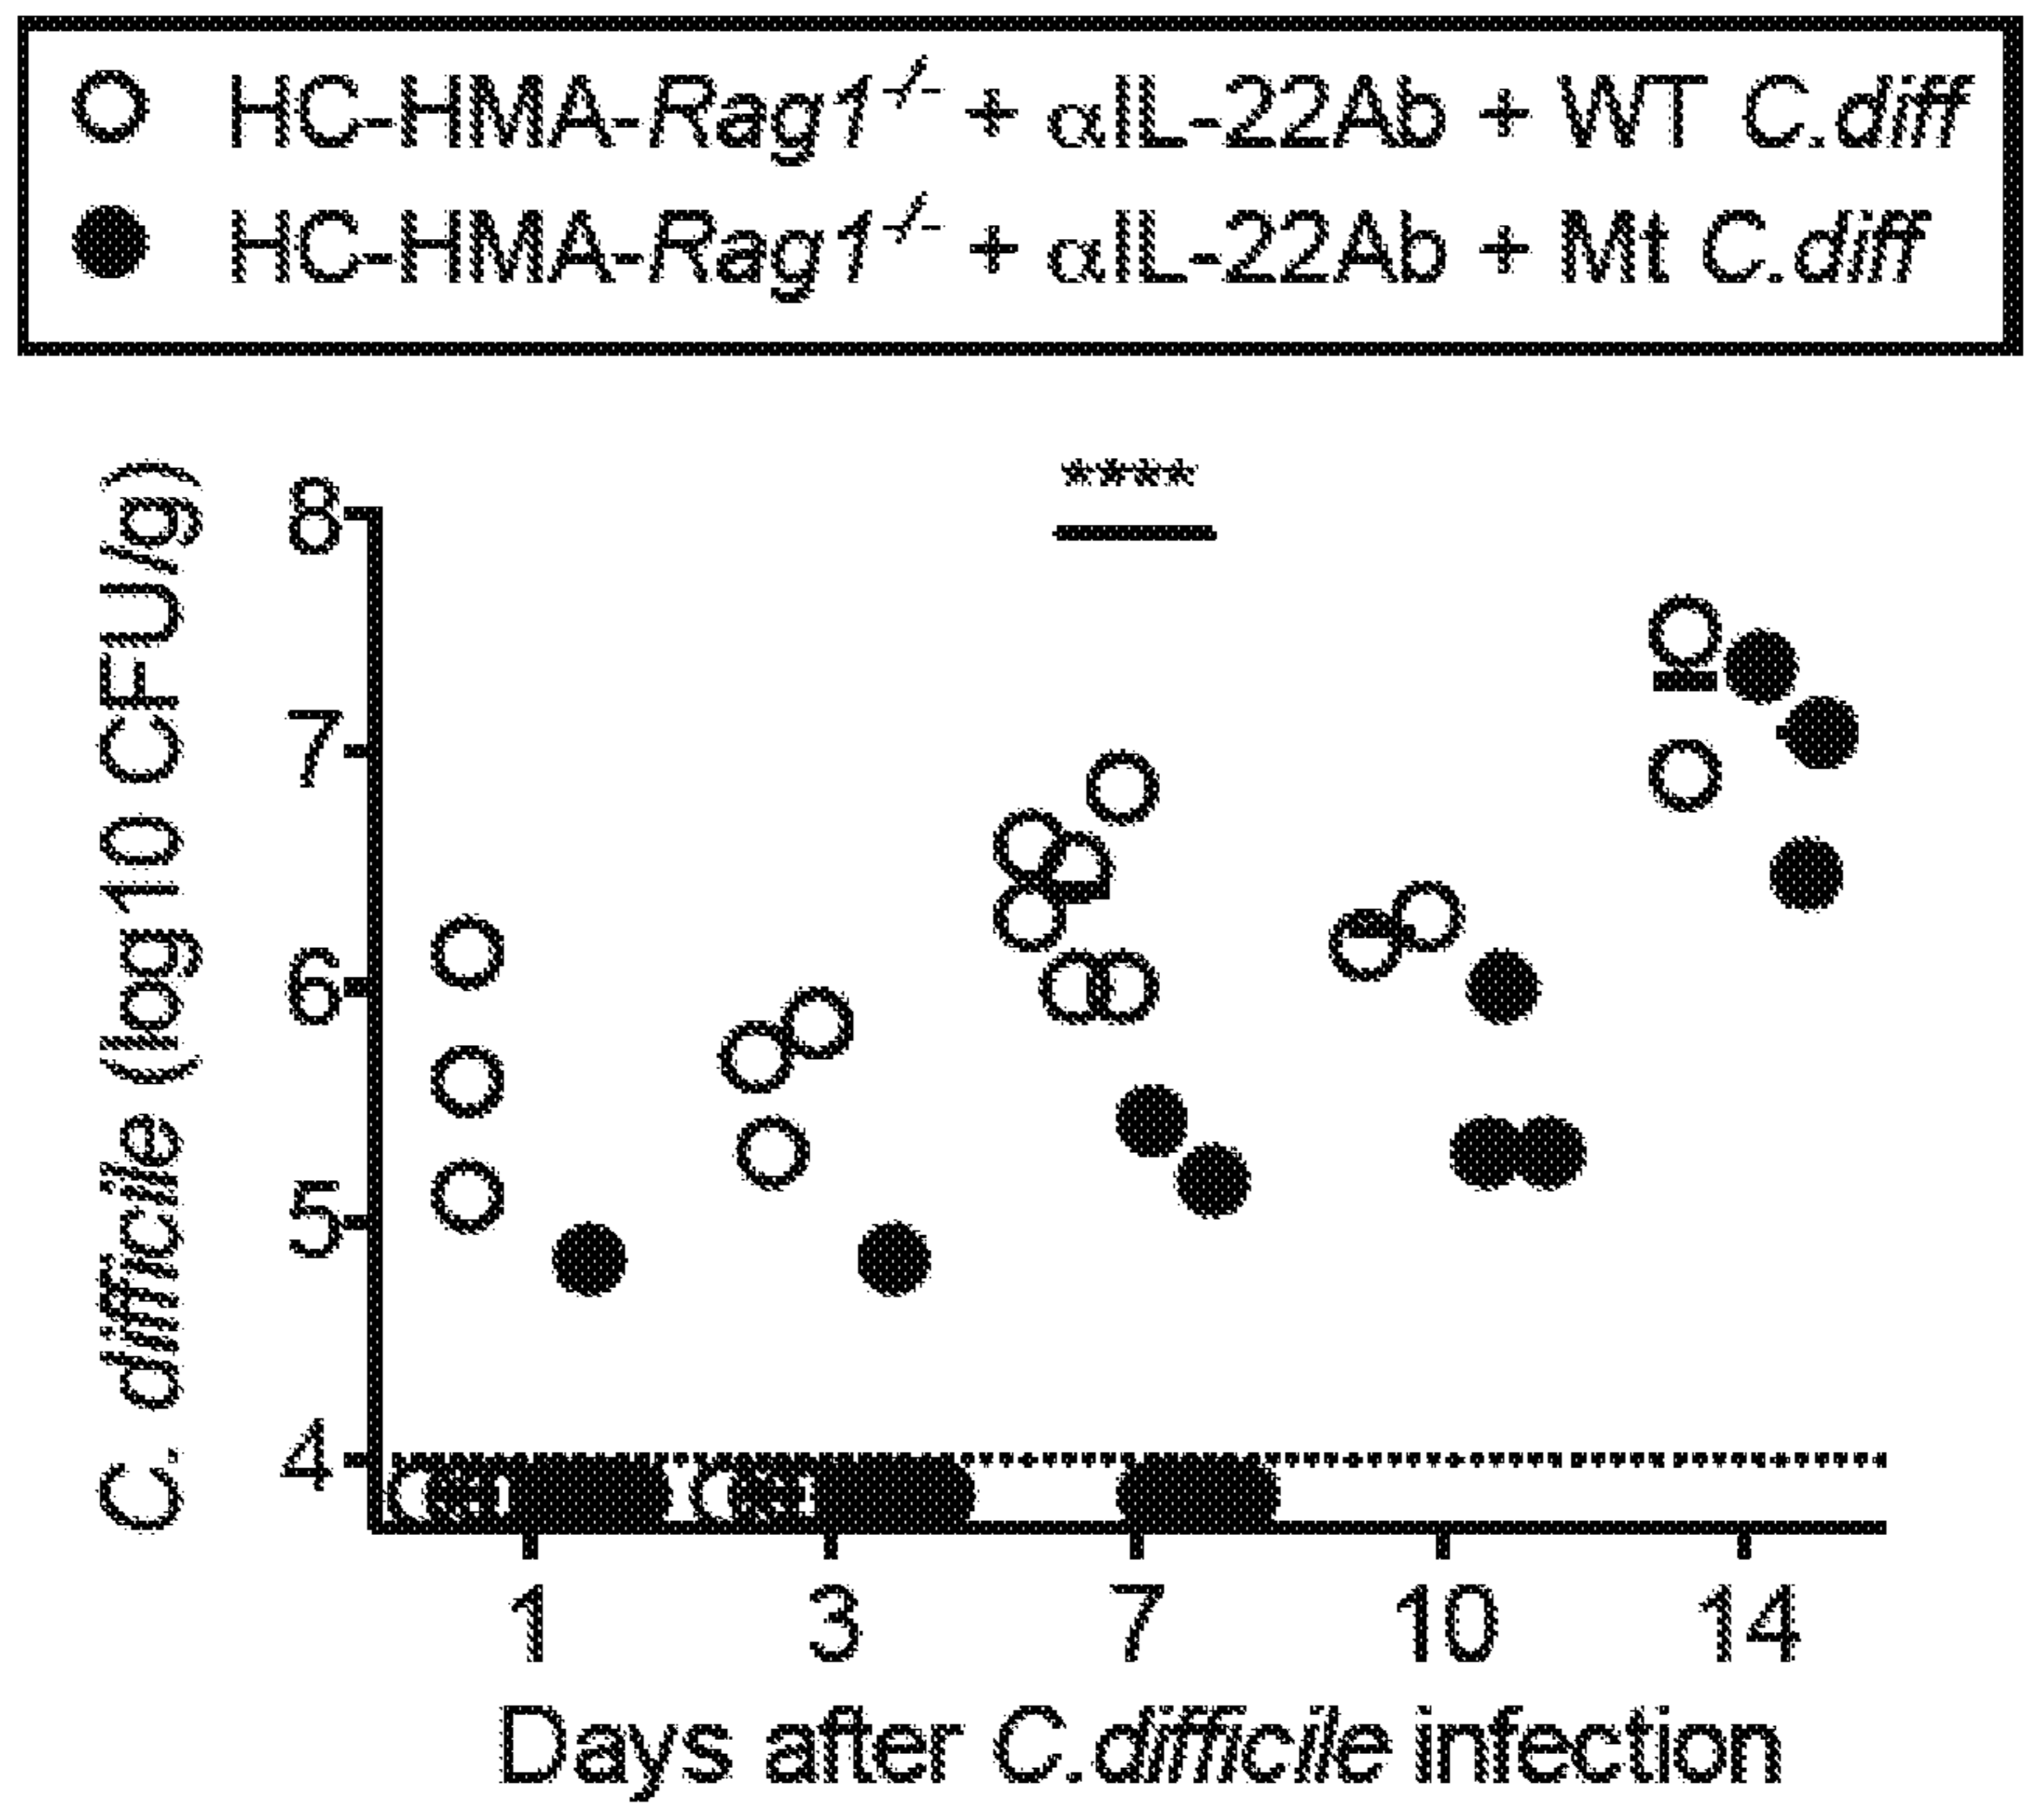 HC-HMA-Rag1-/- + αIL-22Ab + WT C.diff
HC-HMA-Rag1-/- + αIL-22Ab + Mt C.diff
****
C. difficile (log10 CFU/g)
8
7
6
5
4
1 3 7 10 14
Days after C.difficile infection